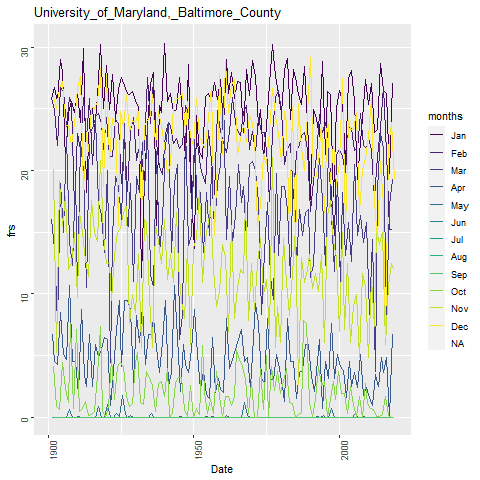 University_of_Maryland,_Baltimore_County
30
20
10
0
frs
1900
1950
2000
Date
months
Jan
Feb
Mar
Apr
May
Jun
Jul
Aug
Sep
Oct
Nov
Dec
NA